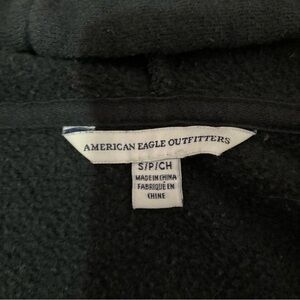 AMERICAN EAGLE OUTFITTERS
S/P/CH
MADE IN CHINA
FABRIQUÉ EN
CHINE